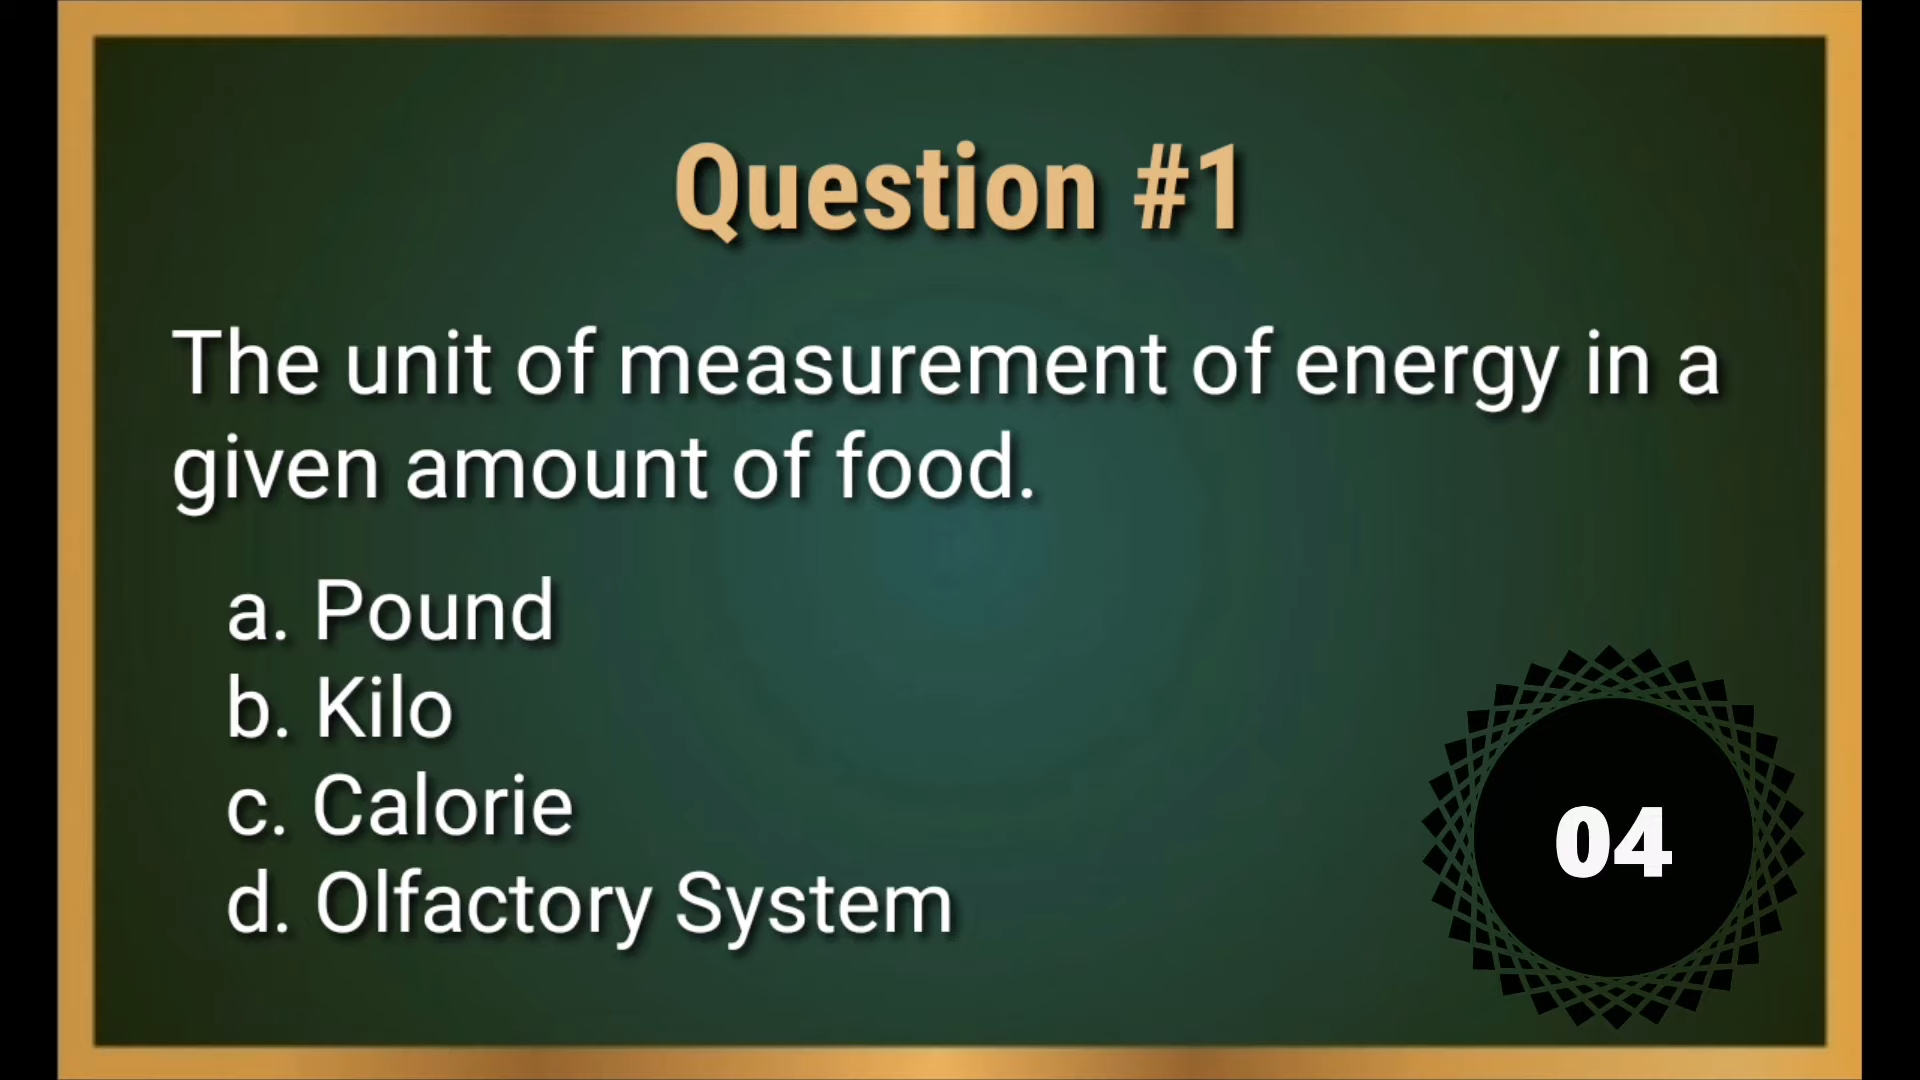 Question #1
The unit of measurement of energy in a
given amount of food.
a. Pound
b. Kilo
c. Calorie
d. Olfactory System
04